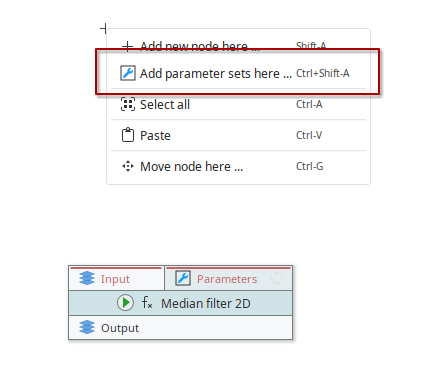 Add new node here ... Shift-A
Add parameter sets here ... Ctrl+Shift-A
Select all Ctrl-A
Paste Ctrl-V
Move node here ... Ctrl-G
Input Parameters
fx Median filter 2D
Output